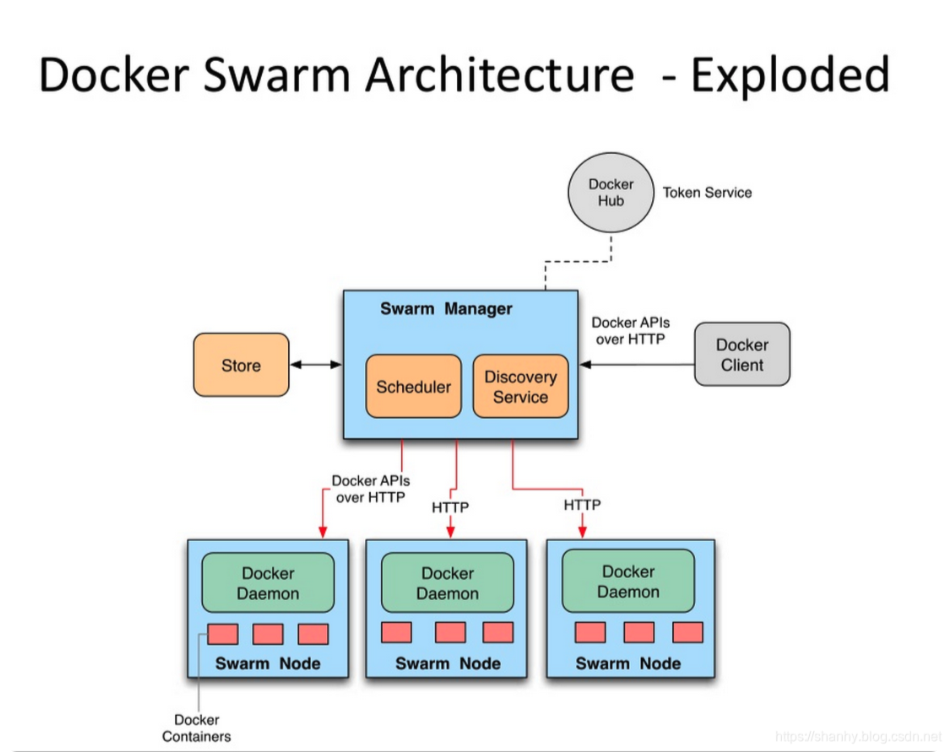 Docker Swarm Architecture - Exploded
Docker
Hub
Token Service
Swarm Manager
Docker APIs
over HTTP
Store
Scheduler
Discovery
Service
Docker
Client
Docker APIs
over HTTP
HTTP
HTTP
Docker
Daemon
Docker
Daemon
Docker
Daemon
Swarm Node
Swarm Node
Swarm Node
Docker
Containers
https://shanhy.blog.csdn.net